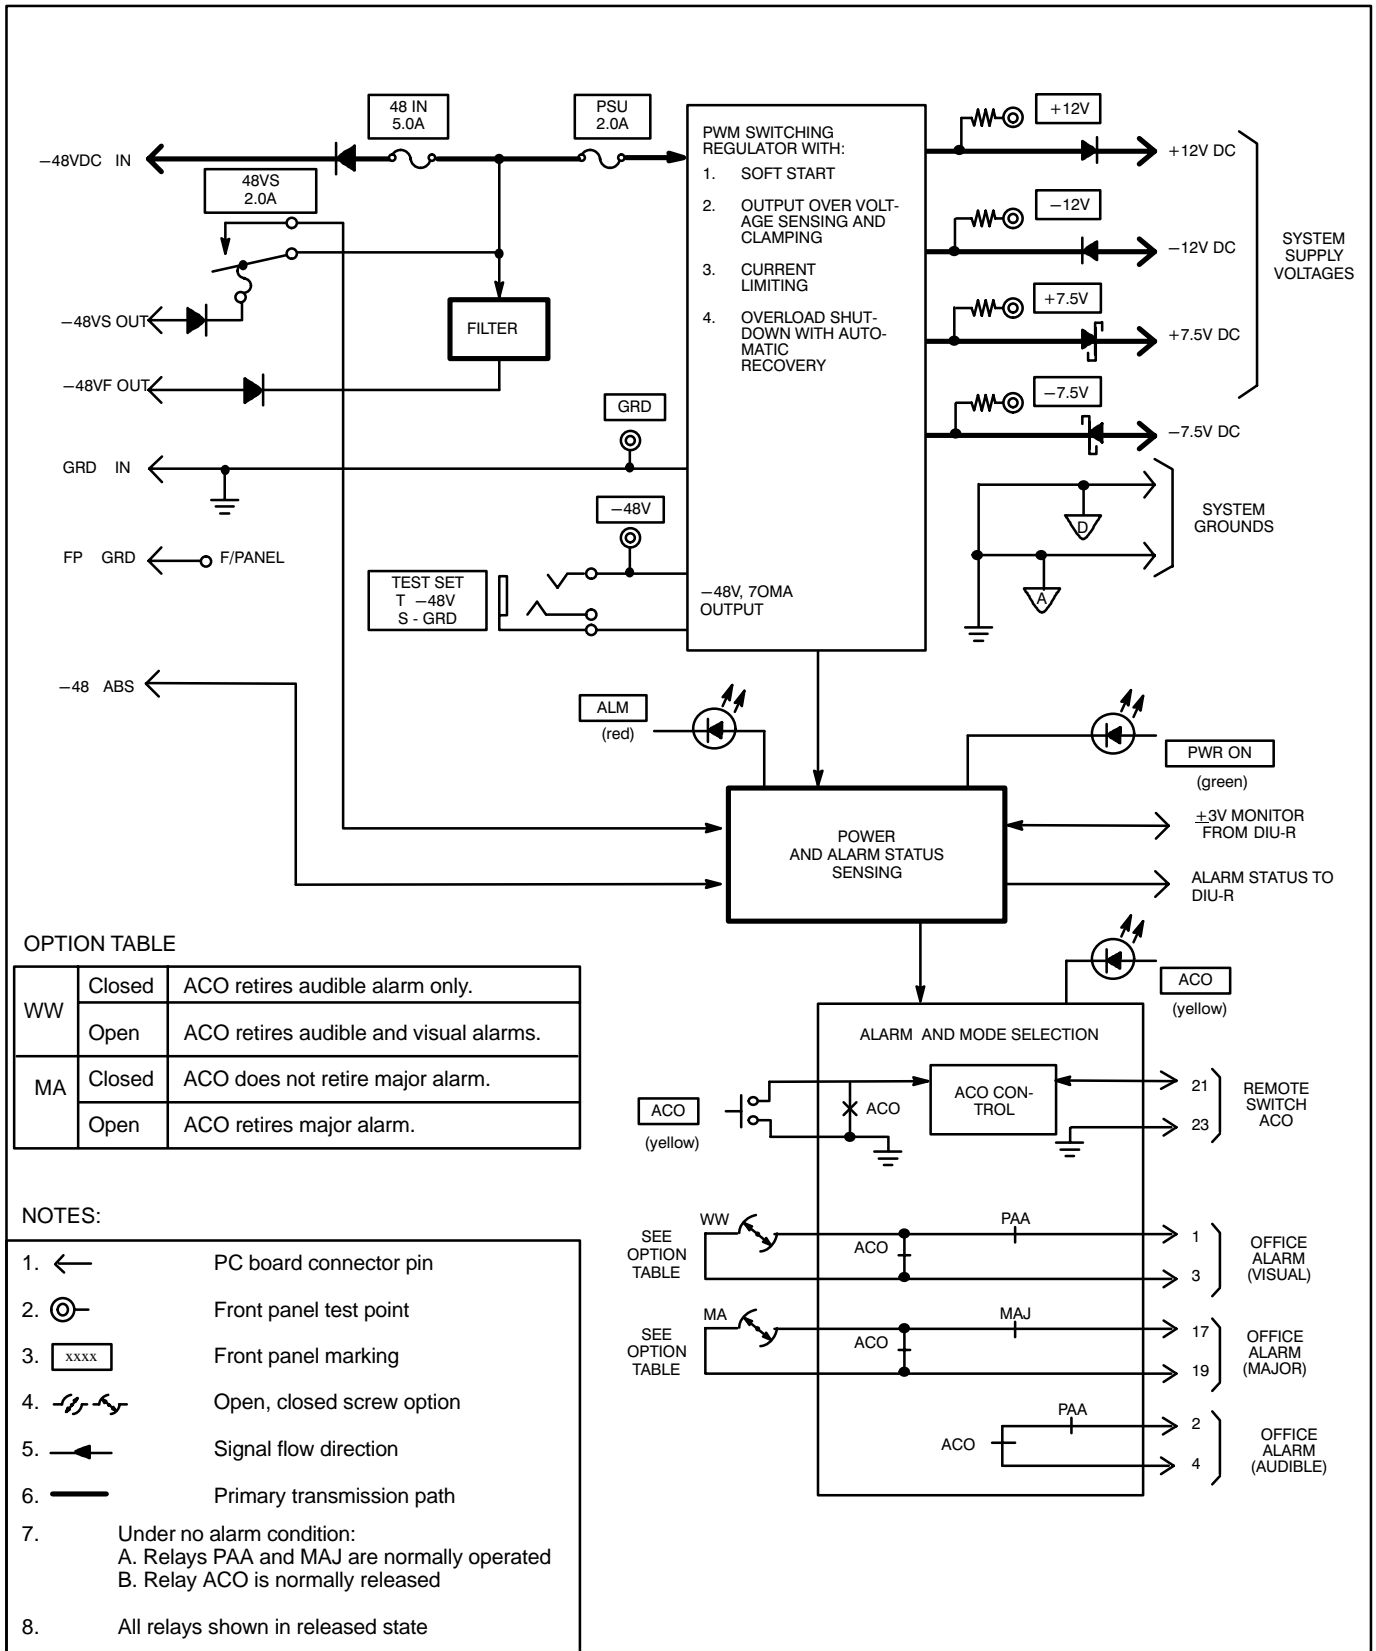 48 IN
5.0A
PSU
2.0A
−48VDC IN
48VS
2.0A
−48VS OUT
−48VF OUT
FILTER
GRD IN
GRD
−48V
FP GRD
F/PANEL
TEST SET
T −48V
S - GRD
−48 ABS
PWM SWITCHING
REGULATOR WITH:
1. SOFT START
2. OUTPUT OVER VOLT-
AGE SENSING AND
CLAMPING
3. CURRENT
LIMITING
4. OVERLOAD SHUT-
DOWN WITH AUTO-
MATIC
RECOVERY
−48V, 7OMA
OUTPUT
+12V
+12V DC
−12V
−12V DC
+7.5V
+7.5V DC
−7.5V
−7.5V DC
SYSTEM
SUPPLY
VOLTAGES
D
A
SYSTEM
GROUNDS
ALM
(red)
PWR ON
(green)
POWER
AND ALARM STATUS
SENSING
+3V MONITOR
FROM DIU-R
ALARM STATUS TO
DIU-R
ACO
(yellow)
OPTION TABLE
WW Closed ACO retires audible alarm only.
Open ACO retires audible and visual alarms.
MA Closed ACO does not retire major alarm.
Open ACO retires major alarm.
ALARM AND MODE SELECTION
ACO
(yellow)
ACO
ACO CON-
TROL
21
23
REMOTE
SWITCH
ACO
SEE
OPTION
TABLE
WW
ACO
PAA
1
3
OFFICE
ALARM
(VISUAL)
SEE
OPTION
TABLE
MA
ACO
MAJ
17
19
OFFICE
ALARM
(MAJOR)
ACO
PAA
2
4
OFFICE
ALARM
(AUDIBLE)
NOTES:
1. PC board connector pin
2. Front panel test point
3. xxxx Front panel marking
4. Open, closed screw option
5. Signal flow direction
6. Primary transmission path
7. Under no alarm condition:
A. Relays PAA and MAJ are normally operated
B. Relay ACO is normally released
8. All relays shown in released state